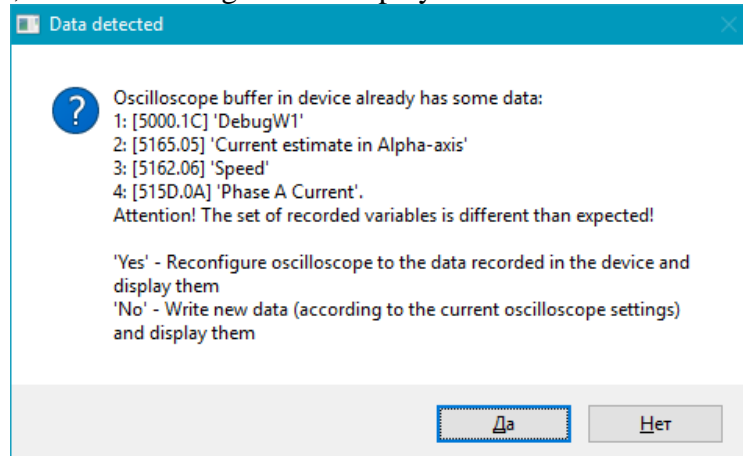 Data detected
Oscilloscope buffer in device already has some data:
1: [5000.1C] 'DebugW1'
2: [5165.05] 'Current estimate in Alpha-axis'
3: [5162.06] 'Speed'
4: [515D.0A] 'Phase A Current'.
Attention! The set of recorded variables is different than expected!
'Yes' - Reconfigure oscilloscope to the data recorded in the device and
display them
'No' - Write new data (according to the current oscilloscope settings)
and display them
Да
Нет